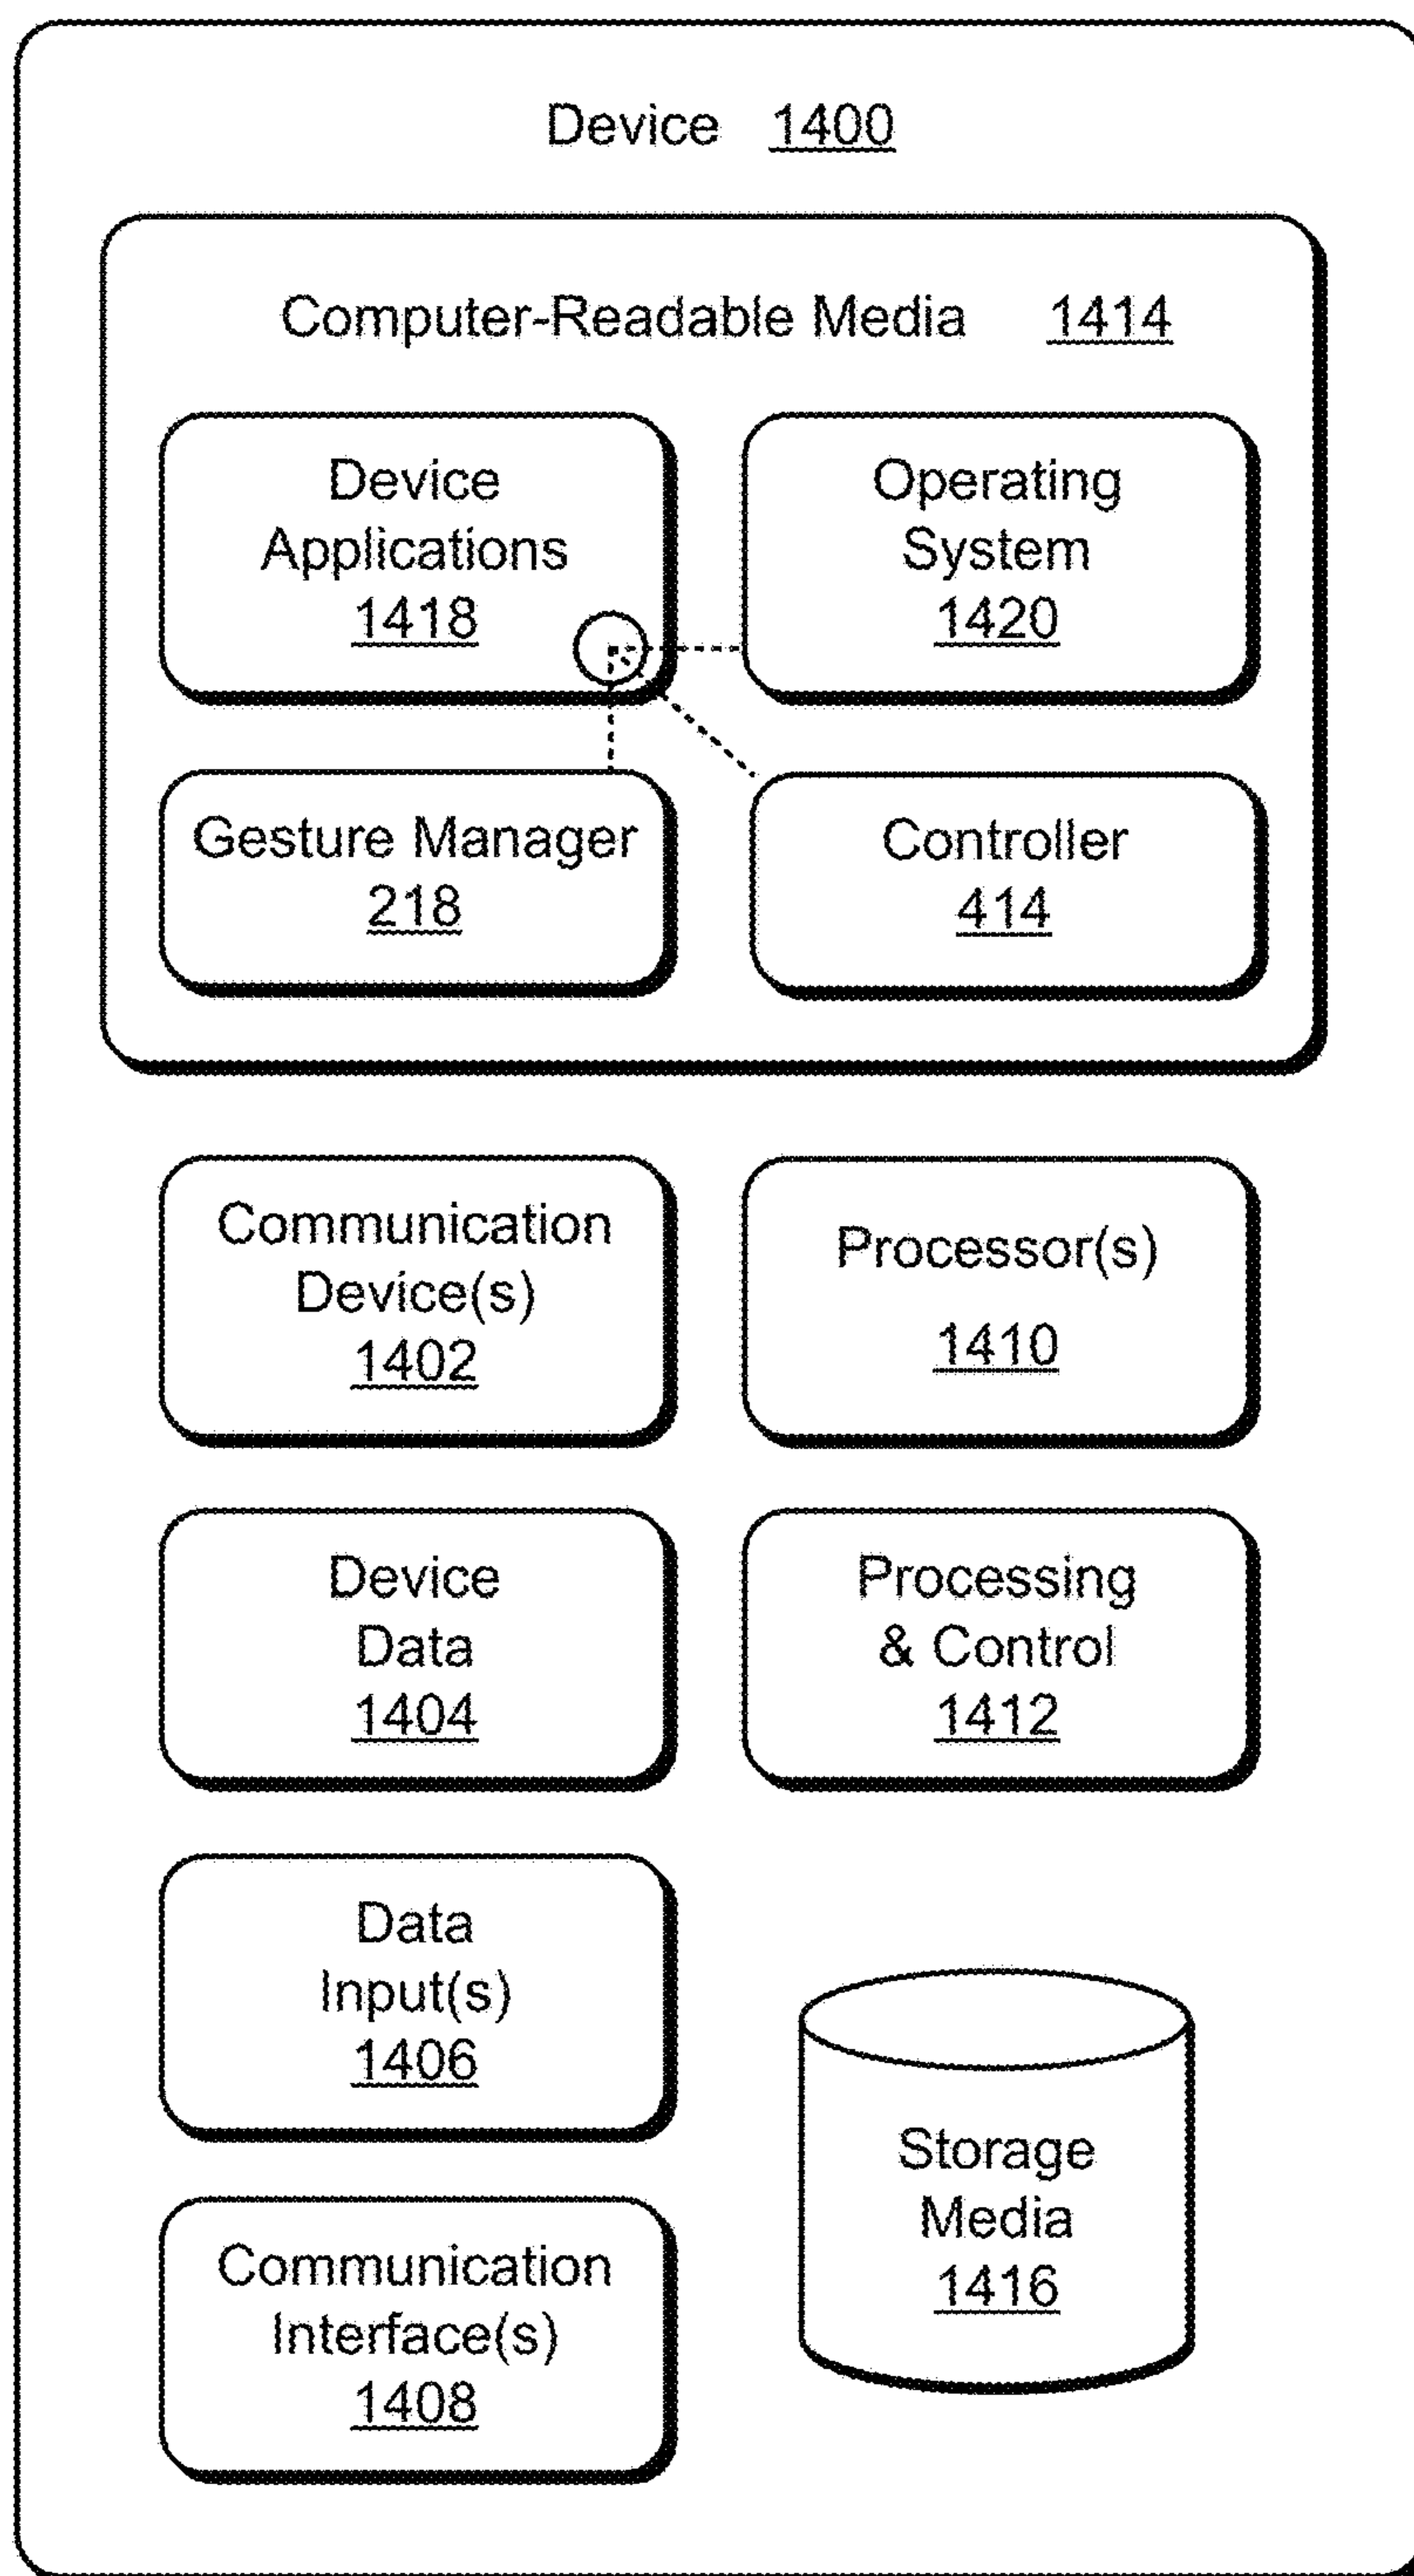 Device 1400
Computer-Readable Media 1414
Device
Applications
1418
Operating
System
1420
Gesture Manager
218
Controller
414
Communication
Device(s)
1402
Processor(s)
1410
Device
Data
1404
Processing
& Control
1412
Data
Input(s)
1406
Storage
Media
1416
Communication
Interface(s)
1408